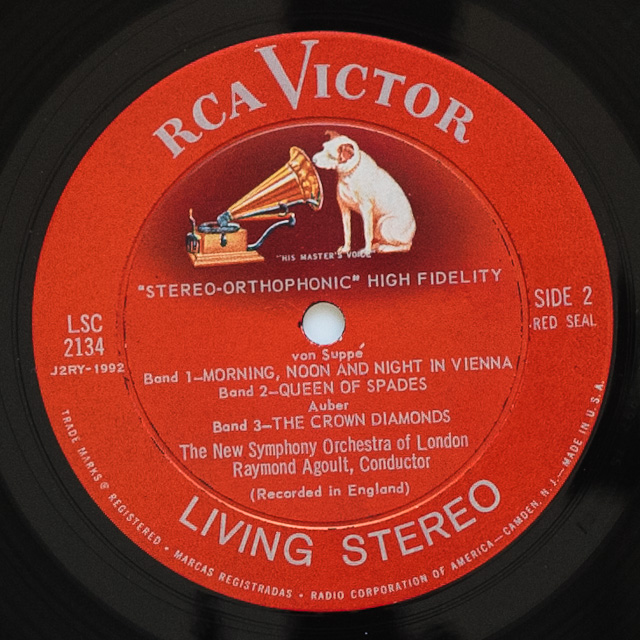 RCA VICTOR
"HIS MASTER'S VOICE"
"STEREO-ORTHOPHONIC" HIGH FIDELITY
LSC
2134
J2RY-1992
SIDE 2
RED SEAL
von Suppé
Band 1—MORNING, NOON AND NIGHT IN VIENNA
Band 2—QUEEN OF SPADES
Auber
Band 3—THE CROWN DIAMONDS
The New Symphony Orchestra of London
Raymond Agoult, Conductor
(Recorded in England)
LIVING STEREO
TRADE MARKS ® REGISTERED • MARCAS REGISTRADAS • RADIO CORPORATION OF AMERICA—CAMDEN, N.J.—MADE IN U.S.A.